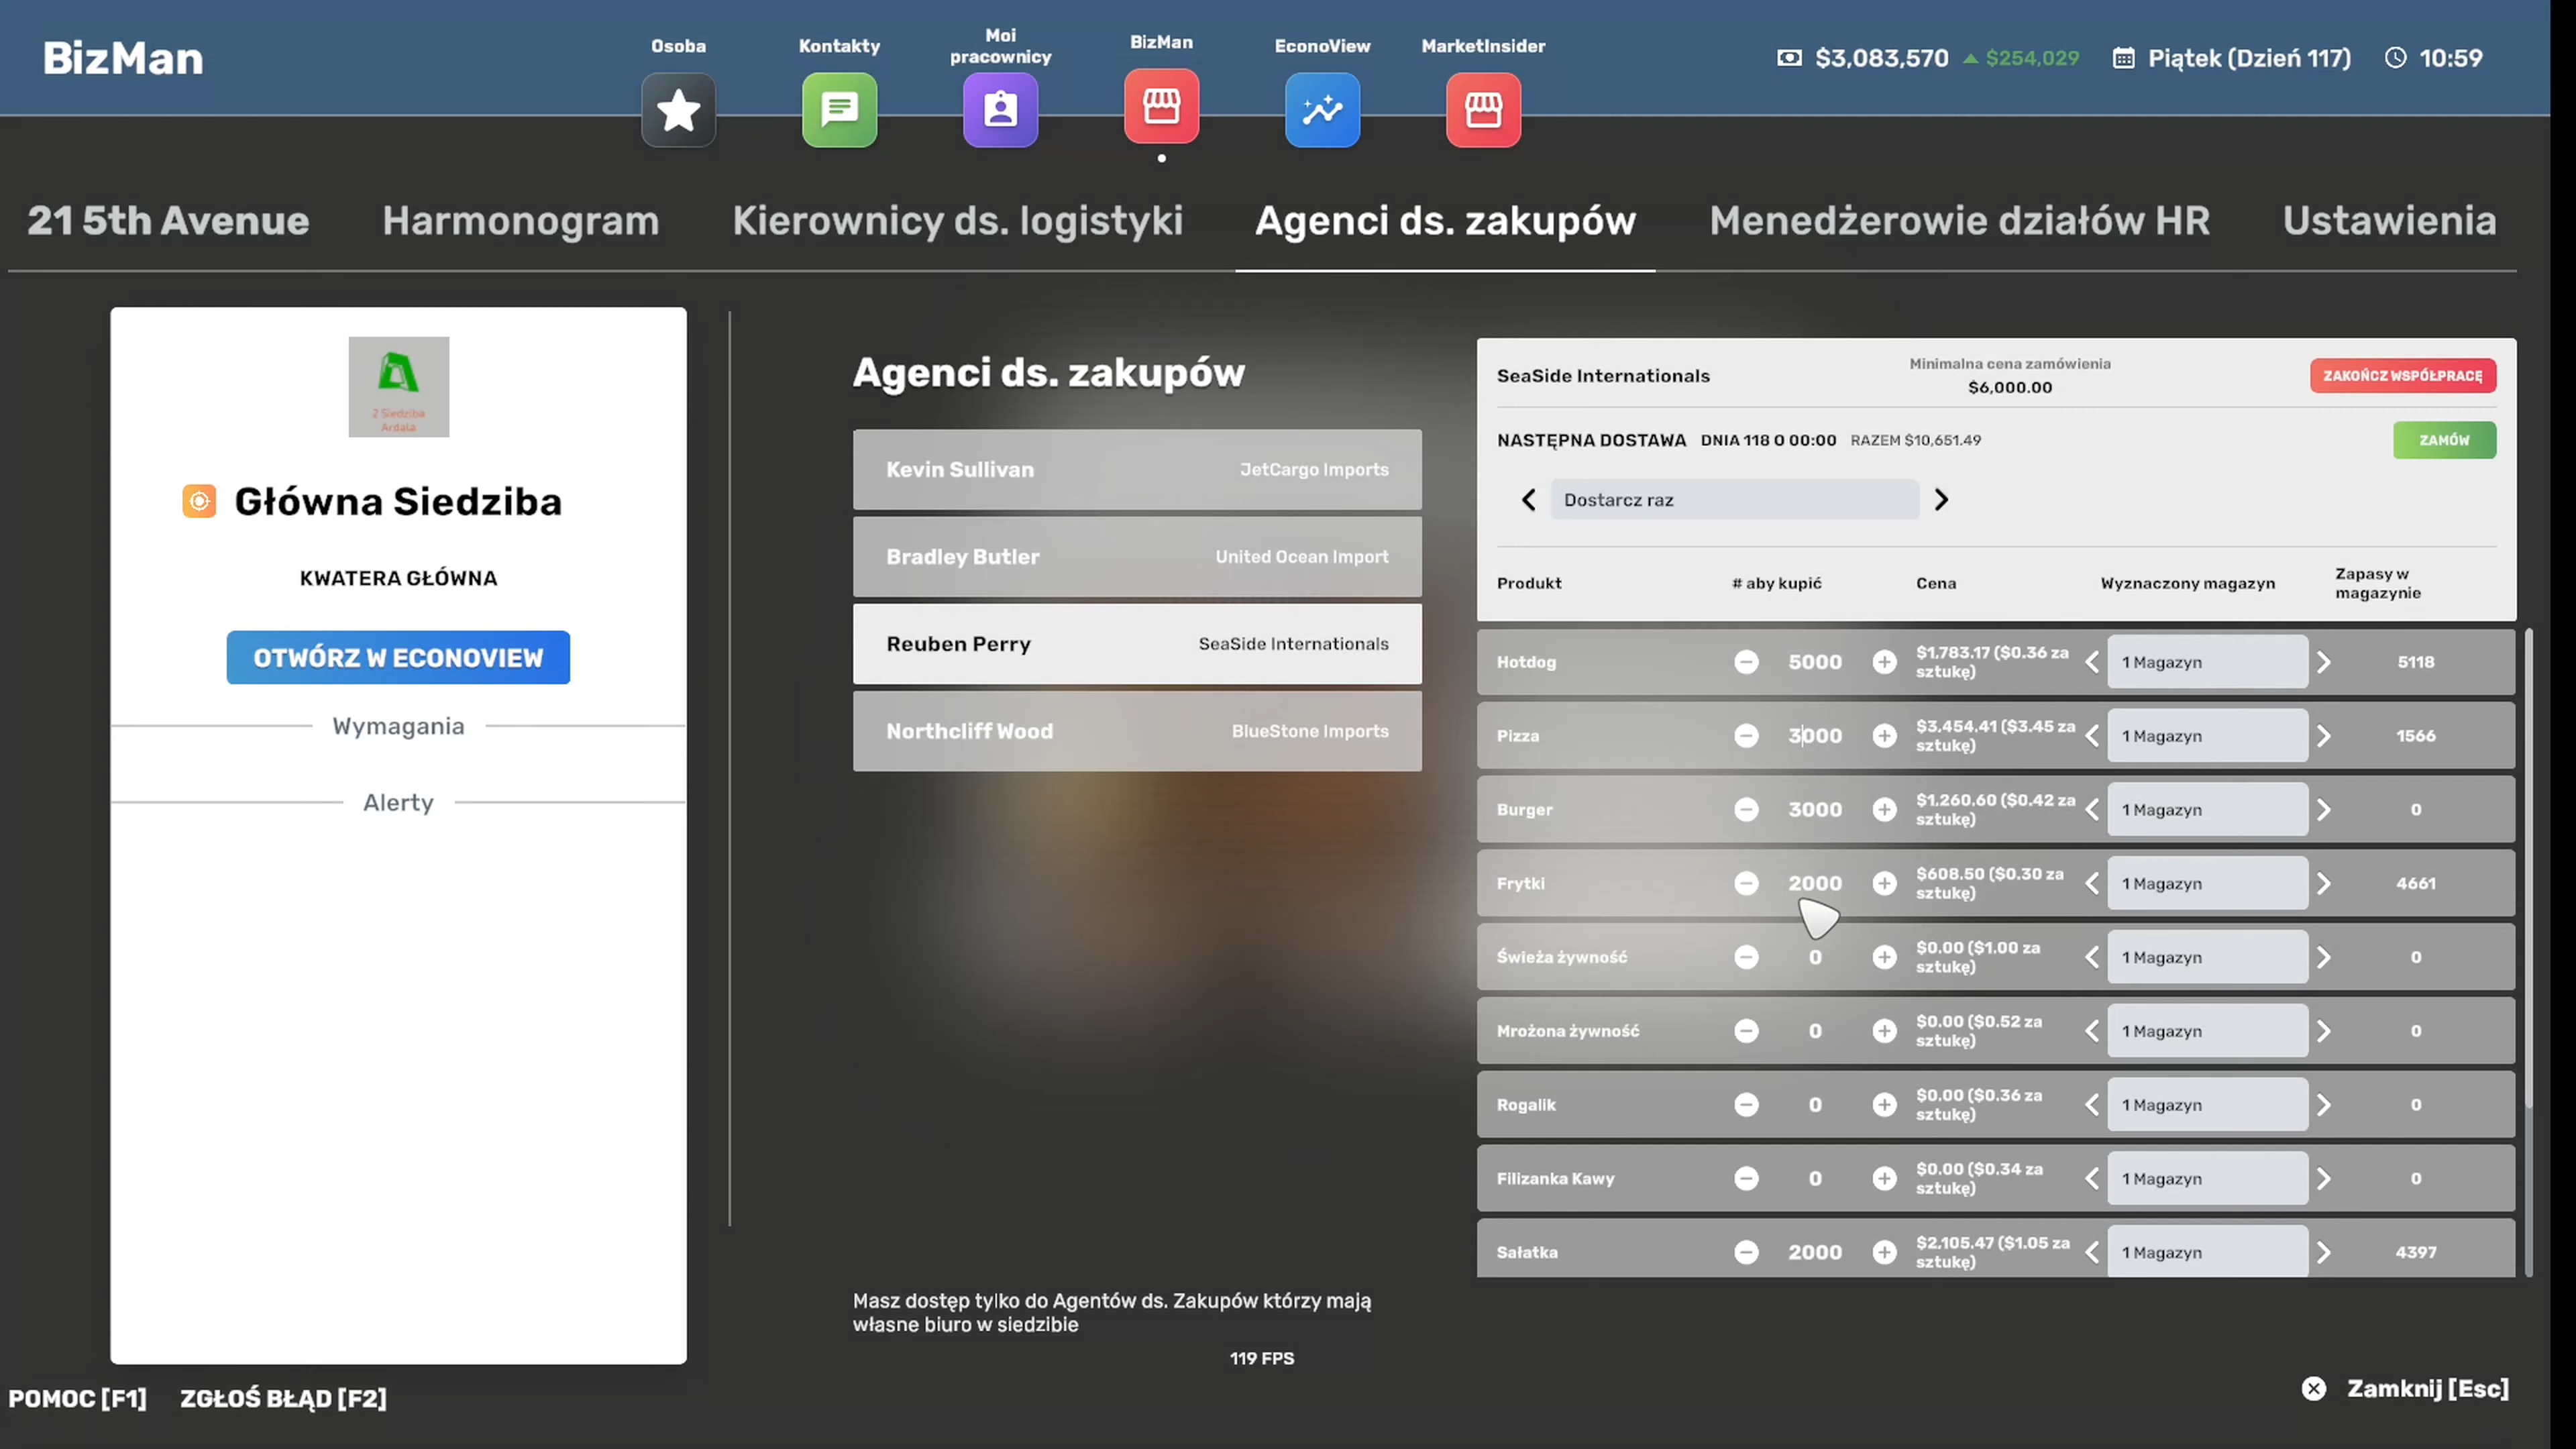 BizMan
Osoba
Kontakty
Moi
pracownicy
BizMan
EconoView
MarketInsider
$3,083,570 $254,029 Piątek (Dzień 117) 10:59
21 5th Avenue Harmonogram Kierownicy ds. logistyki Agenci ds. zakupów Menedżerowie działów HR Ustawienia
2 Siedziba
Ardala
Główna Siedziba
KWATERA GŁÓWNA
OTWÓRZ W ECONOVIEW
Wymagania
Alerty
Agenci ds. zakupów
Kevin Sullivan JetCargo Imports
Bradley Butler United Ocean Import
Reuben Perry SeaSide Internationals
Northcliff Wood BlueStone Imports
Masz dostęp tylko do Agentów ds. Zakupów którzy mają
własne biuro w siedzibie
119 FPS
SeaSide Internationals
Minimalna cena zamówienia
$6,000.00
ZAKOŃCZ WSPÓŁPRACĘ
NASTĘPNA DOSTAWA DNIA 118 O 00:00 RAZEM $10,651.49
ZAMÓW
Dostarcz raz
Produkt # aby kupić Cena Wyznaczony magazyn Zapasy w
magazynie
Hotdog 5000 $1,783.17 ($0.36 za
sztukę) 1 Magazyn 5118
Pizza 3000 $3,454.41 ($3.45 za
sztukę) 1 Magazyn 1566
Burger 3000 $1,260.60 ($0.42 za
sztukę) 1 Magazyn 0
Frytki 2000 $608.50 ($0.30 za
sztukę) 1 Magazyn 4661
Świeża żywność 0 $0.00 ($1.00 za
sztukę) 1 Magazyn 0
Mrożona żywność 0 $0.00 ($0.52 za
sztukę) 1 Magazyn 0
Rogalik 0 $0.00 ($0.36 za
sztukę) 1 Magazyn 0
Filizanka Kawy 0 $0.00 ($0.34 za
sztukę) 1 Magazyn 0
Sałatka 2000 $2,105.47 ($1.05 za
sztukę) 1 Magazyn 4397
POMOC [F1] ZGŁOŚ BŁĄD [F2]
Zamknij [Esc]